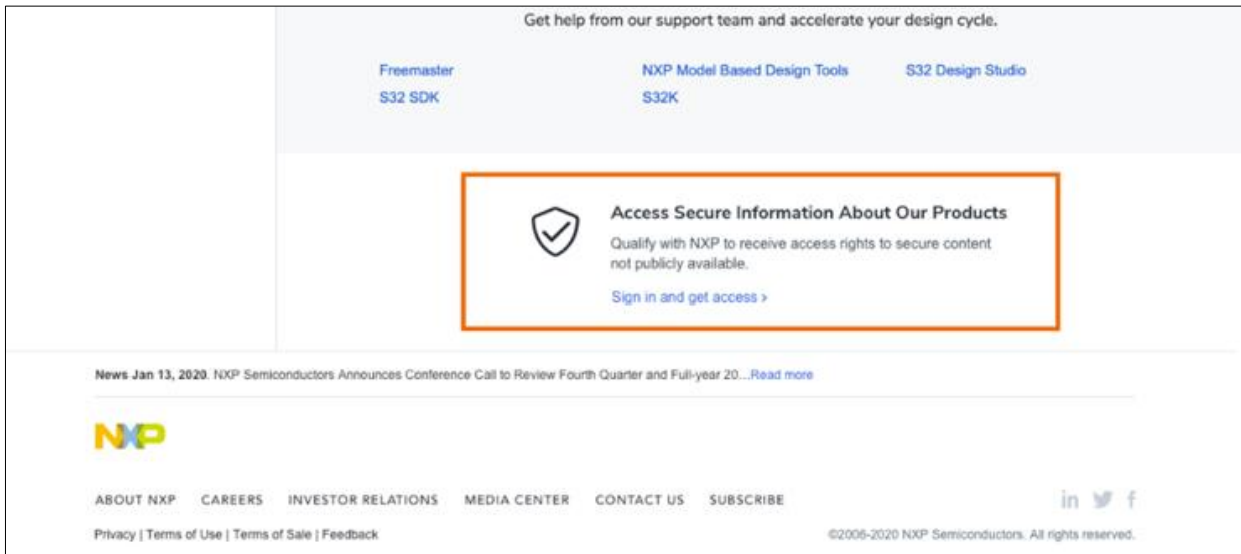 Get help from our support team and accelerate your design cycle.
Freemaster NXP Model Based Design Tools S32 Design Studio
S32 SDK S32K
Access Secure Information About Our Products
Qualify with NXP to receive access rights to secure content
not publicly available.
Sign in and get access >
News Jan 13, 2020. NXP Semiconductors Announces Conference Call to Review Fourth Quarter and Full-year 20...Read more
NXP
ABOUT NXP CAREERS INVESTOR RELATIONS MEDIA CENTER CONTACT US SUBSCRIBE in f
Privacy | Terms of Use | Terms of Sale | Feedback ©2006-2020 NXP Semiconductors. All rights reserved.